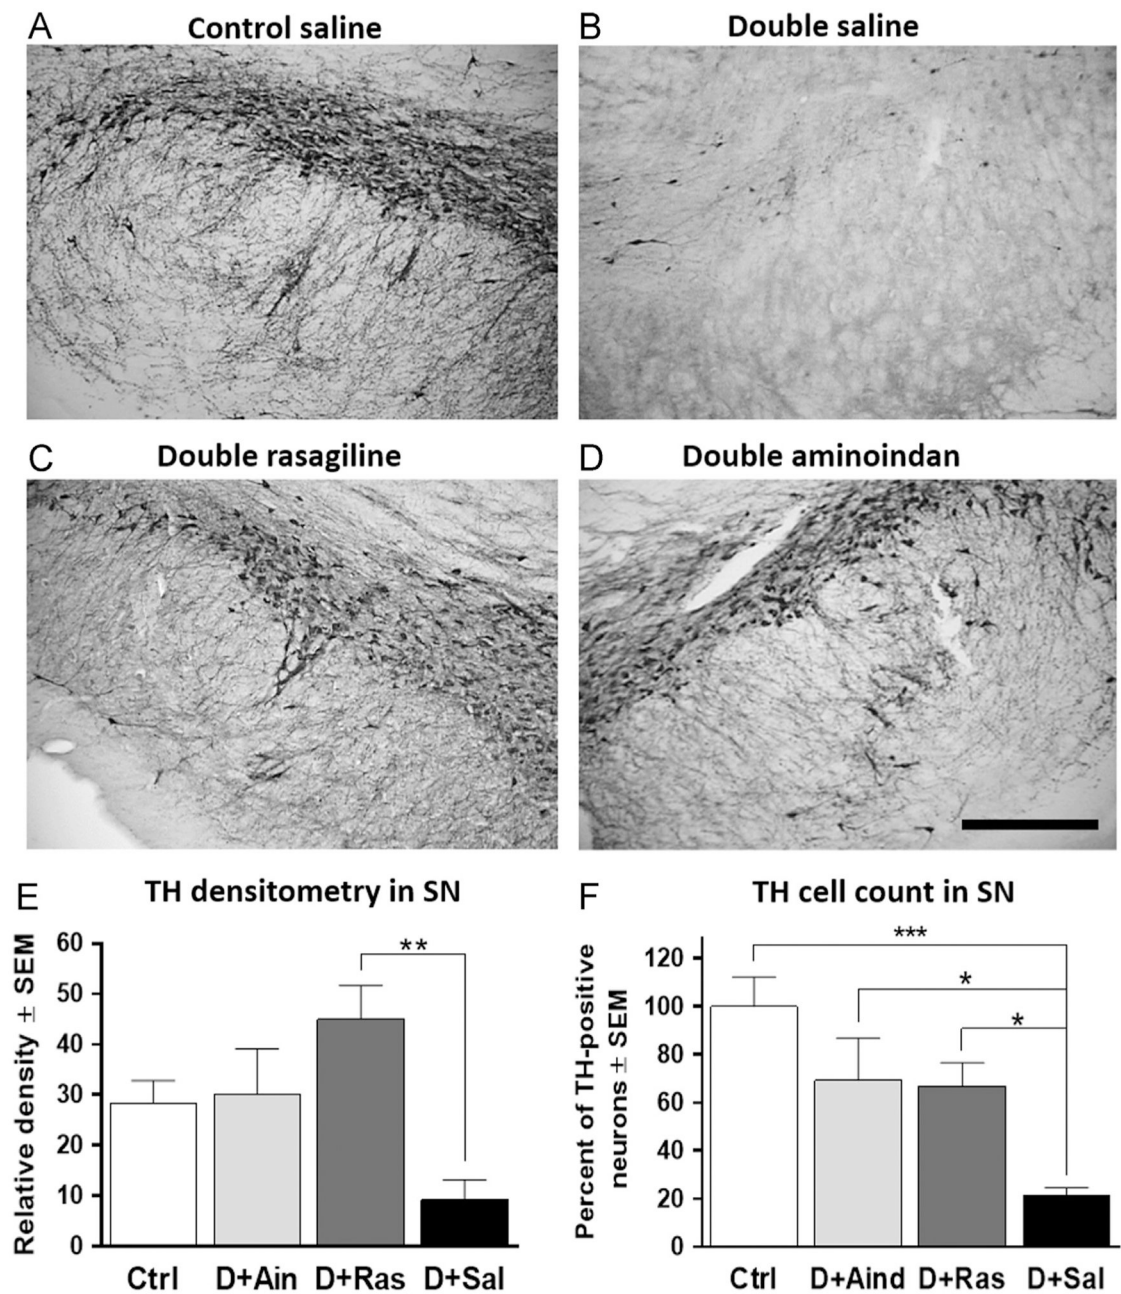 A Control saline
B Double saline
C Double rasagiline
D Double aminoindan
E TH densitometry in SN
Relative density ± SEM
60
50
40
30
20
10
0
**
Ctrl D+Ain D+Ras D+Sal
F TH cell count in SN
Percent of TH-positive
neurons ± SEM
120
100
80
60
40
20
0
***
*
*
Ctrl D+Aind D+Ras D+Sal